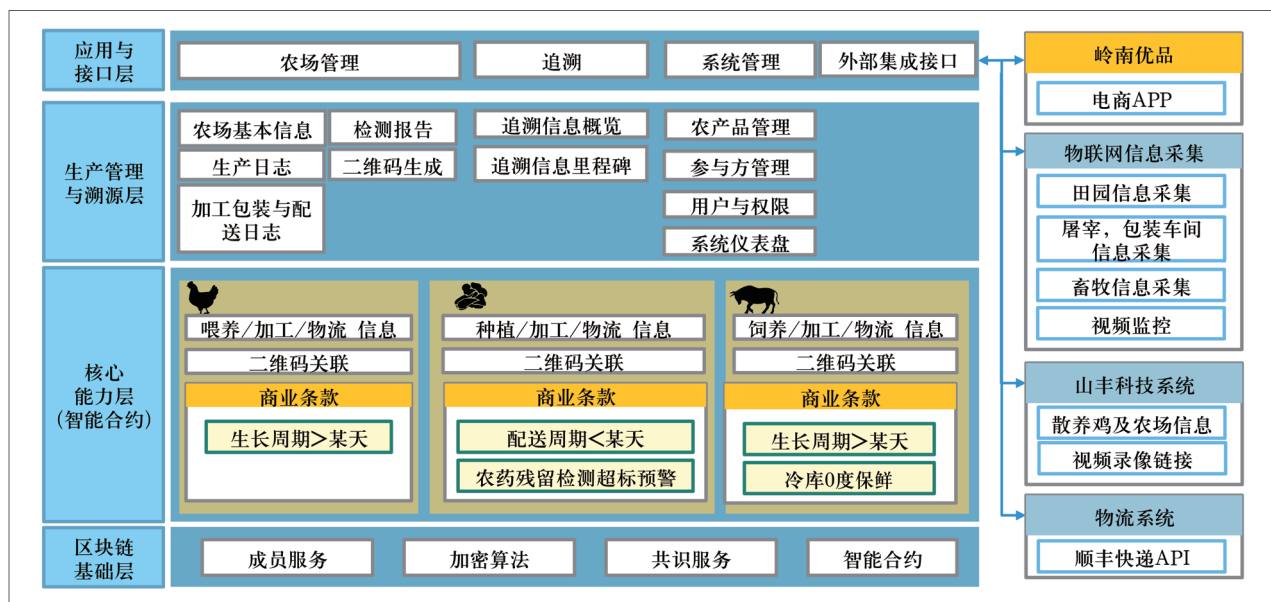 应用与
接口层
农场管理
追溯
系统管理
外部集成接口
生产管理
与溯源层
农场基本信息
检测报告
追溯信息概览
农产品管理
生产日志
二维码生成
追溯信息里程碑
参与方管理
加工包装与配
送日志
用户与权限
系统仪表盘
核心
能力层
(智能合约)
喂养/加工/物流 信息
二维码关联
商业条款
生长周期>某天
种植/加工/物流 信息
二维码关联
商业条款
配送周期<某天
农药残留检测超标预警
饲养/加工/物流 信息
二维码关联
商业条款
生长周期>某天
冷库0度保鲜
区块链
基础层
成员服务
加密算法
共识服务
智能合约
岭南优品
电商APP
物联网信息采集
田园信息采集
屠宰，包装车间
信息采集
畜牧信息采集
视频监控
山丰科技系统
散养鸡及农场信息
视频录像链接
物流系统
顺丰快递API